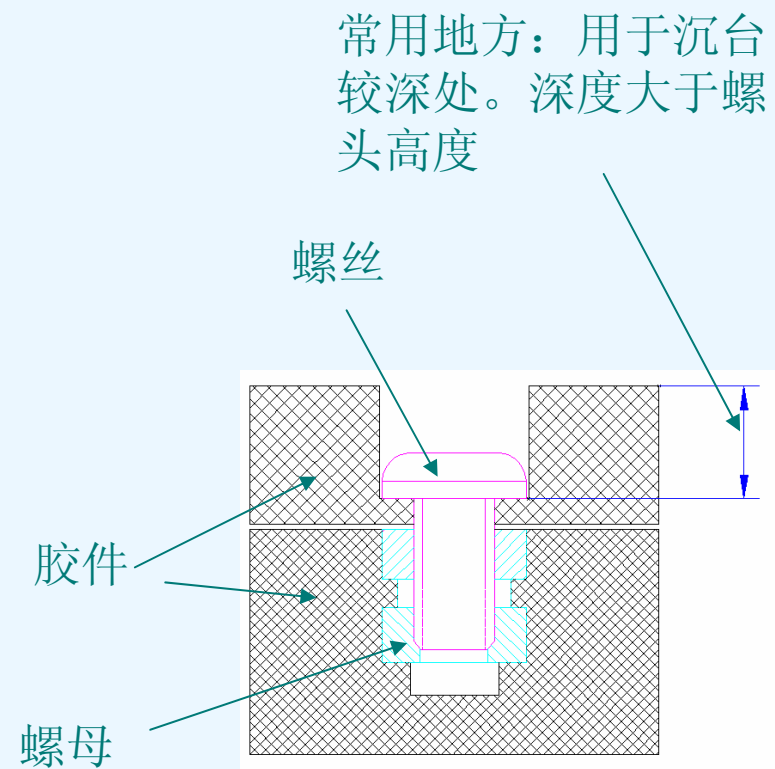 常用地方：用于沉台
较深处。深度大于螺
头高度
螺丝
胶件
螺母